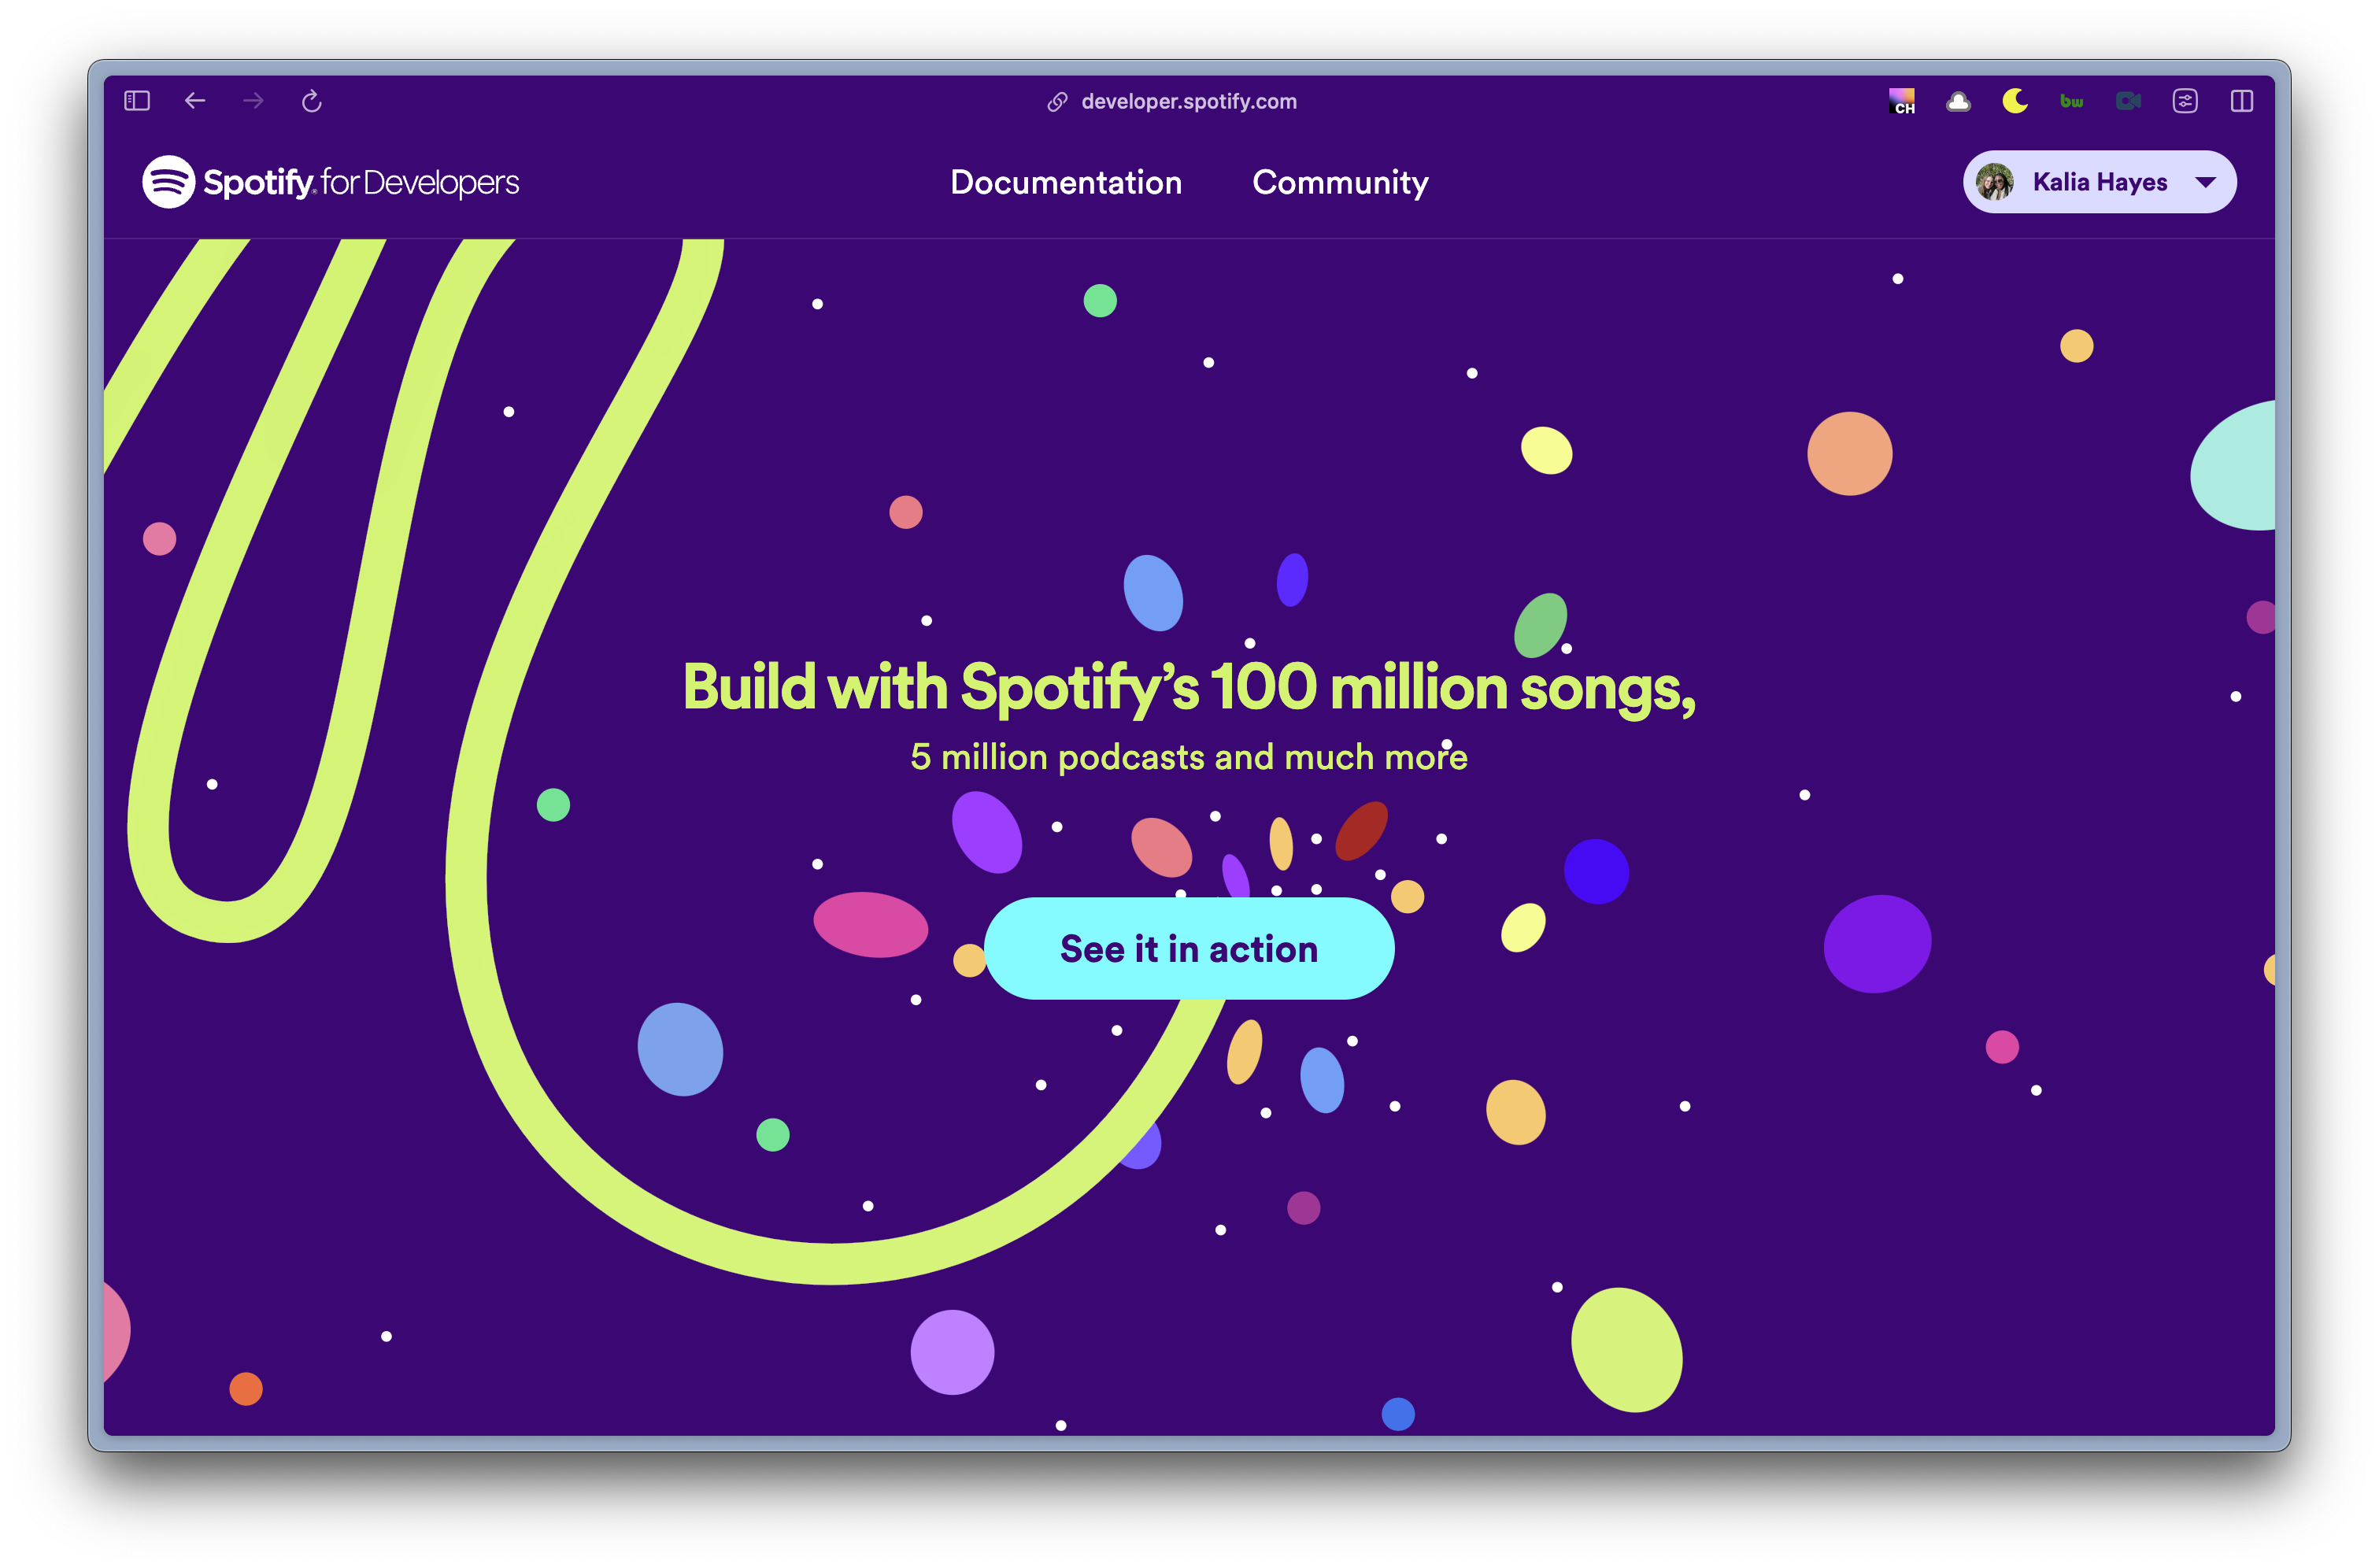 developer.spotify.com
CH
bw
Spotify® for Developers
Documentation
Community
Kalia Hayes
Build with Spotify’s 100 million songs,
5 million podcasts and much more
See it in action